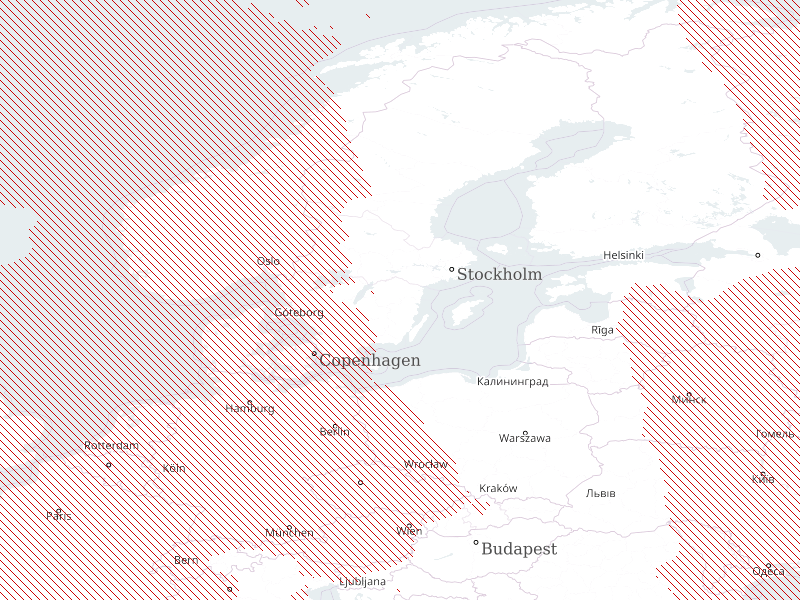 Oslo
Helsinki
Stockholm
Göteborg
Rīga
Copenhagen
Калининград
Минск
Hamburg
Berlin
Гомель
Warszawa
Rotterdam
Köln
Wrocław
Київ
Kraków
Львів
Paris
München
Wien
Budapest
Bern
Одеса
Ljubljana